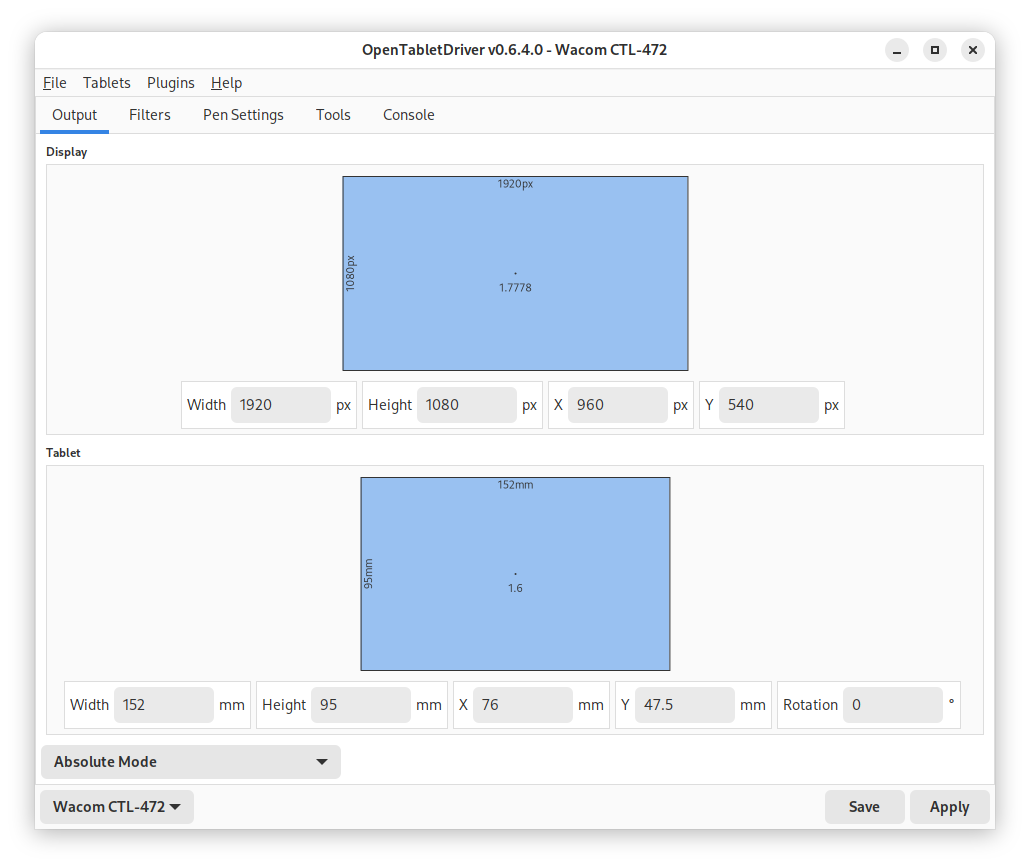 OpenTabletDriver v0.6.4.0 - Wacom CTL-472
File Tablets Plugins Help
Output Filters Pen Settings Tools Console
Display
1920px
1080px
1.7778
Width 1920 px Height 1080 px X 960 px Y 540 px
Tablet
152mm
95mm
1.6
Width 152 mm Height 95 mm X 76 mm Y 47.5 mm Rotation 0 °
Absolute Mode
Wacom CTL-472 Save Apply